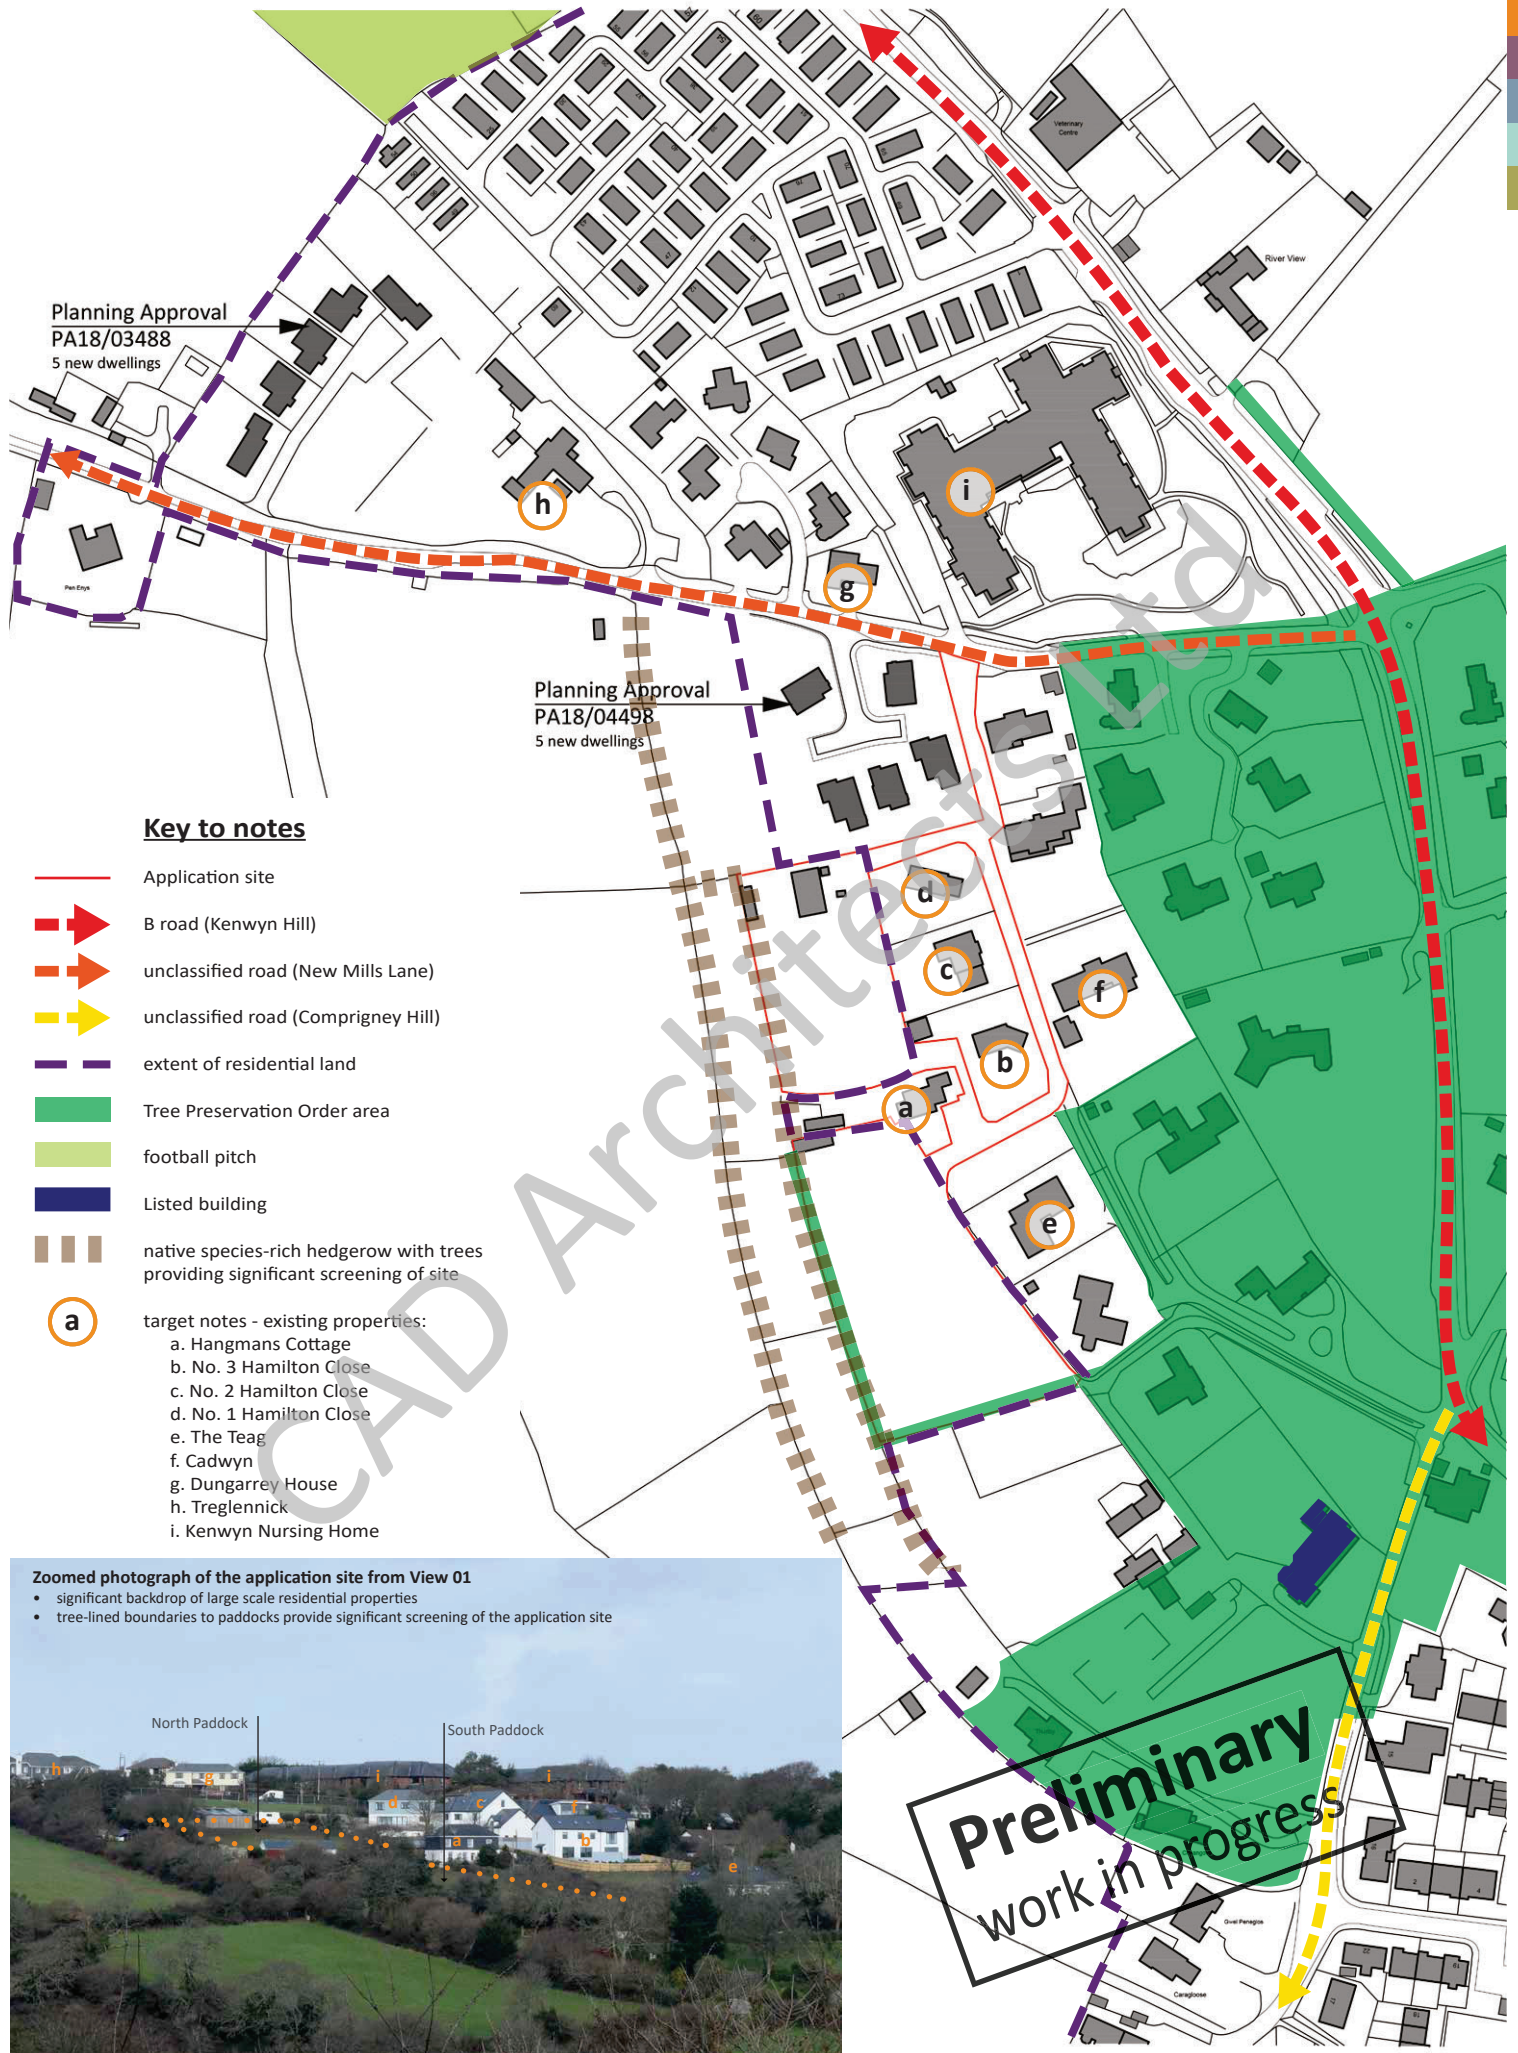 Veterinary
Centre
River View
Planning Approval
PA18/03488
5 new dwellings
Pen Enys
h
i
g
Planning Approval
PA18/04498
5 new dwellings
d
c
f
b
a
e
Key to notes
Application site
B road (Kenwyn Hill)
unclassified road (New Mills Lane)
unclassified road (Comprigney Hill)
extent of residential land
Tree Preservation Order area
football pitch
Listed building
native species-rich hedgerow with trees
providing significant screening of site
a
target notes - existing properties:
a. Hangmans Cottage
b. No. 3 Hamilton Close
c. No. 2 Hamilton Close
d. No. 1 Hamilton Close
e. The Teag
f. Cadwyn
g. Dungarrey House
h. Treglennick
i. Kenwyn Nursing Home
CAD Architects Ltd
Zoomed photograph of the application site from View 01
• significant backdrop of large scale residential properties
• tree-lined boundaries to paddocks provide significant screening of the application site
North Paddock
South Paddock
h
g
i
i
d
c
f
a
b
e
Preliminary
work in progress
Gwel Peneglos
Caragloose
2
4